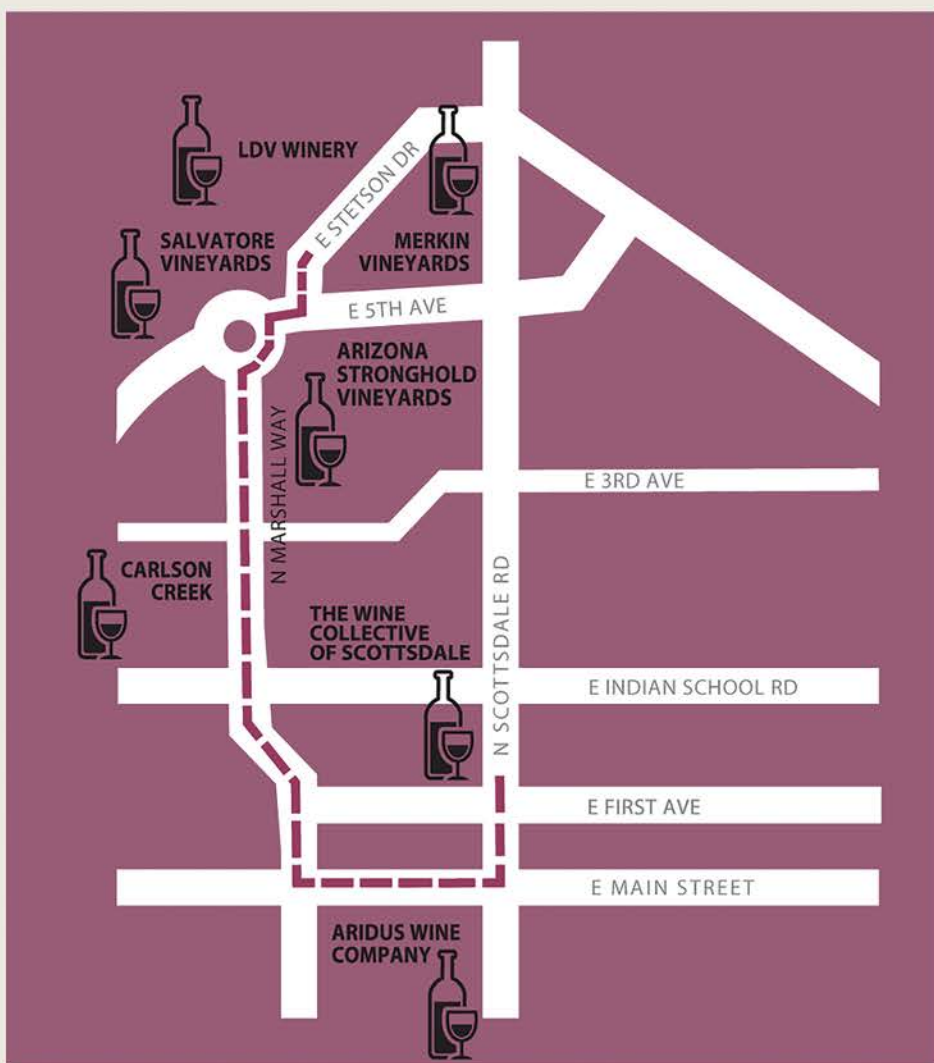 LDV WINERY
E STETSON DR
SALVATORE
VINEYARDS
MERKIN
VINEYARDS
E 5TH AVE
ARIZONA
STRONGHOLD
VINEYARDS
N MARSHALL WAY
E 3RD AVE
CARLSON
CREEK
THE WINE
COLLECTIVE
OF SCOTTSDALE
N SCOTTSDALE RD
E INDIAN SCHOOL RD
E FIRST AVE
E MAIN STREET
ARIDUS WINE
COMPANY